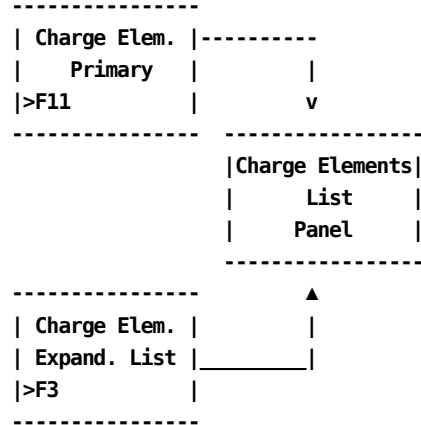 Charge Elem.
Primary
>F11
Charge Elements
List
Panel
Charge Elem.
Expand. List
>F3